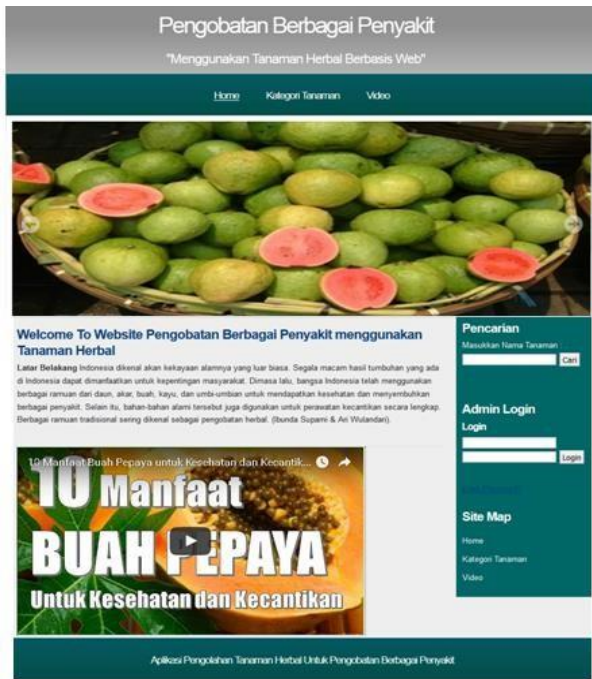 Pengobatan Berbagai Penyakit
"Menggunakan Tanaman Herbal Berbasis Web"
Home Kategori Tanaman Video
Welcome To Website Pengobatan Berbagai Penyakit menggunakan
Tanaman Herbal
Latar Belakang Indonesia dikenal akan kekayaan alamnya yang luar biasa. Segala macam hasil tumbuhan yang ada
di Indonesia dapat dimanfaatkan untuk kepentingan masyarakat. Dimasa lalu, bangsa Indonesia telah menggunakan
berbagai ramuan dari daun, akar, buah, kayu, dan umbi-umbian untuk mendapatkan kesehatan dan menyembuhkan
berbagai penyakit. Selain itu, bahan-bahan alami tersebut juga digunakan untuk perawatan kecantikan secara lengkap.
Berbagai ramuan tradisional sering dikenal sebagai pengobatan herbal. (Ibunda Suparni & Ari Wulandari).
10 Manfaat Buah Pepaya untuk Kesehatan dan Kecantik...
10 Manfaat
BUAH PEPAYA
Untuk Kesehatan dan Kecantikan
Pencarian
Masukkan Nama Tanaman
Cari
Admin Login
Login
Login
Site Map
Home
Kategori Tanaman
Video
Aplikasi Pengolahan Tanaman Herbal Untuk Pengobatan Berbagai Penyakit